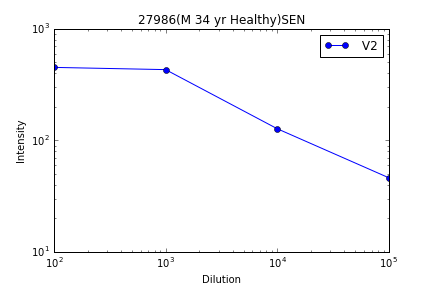 27986(M 34 yr Healthy)SEN
V2
10³
10²
10¹
Intensity
10² 10³ 10⁴ 10⁵
Dilution